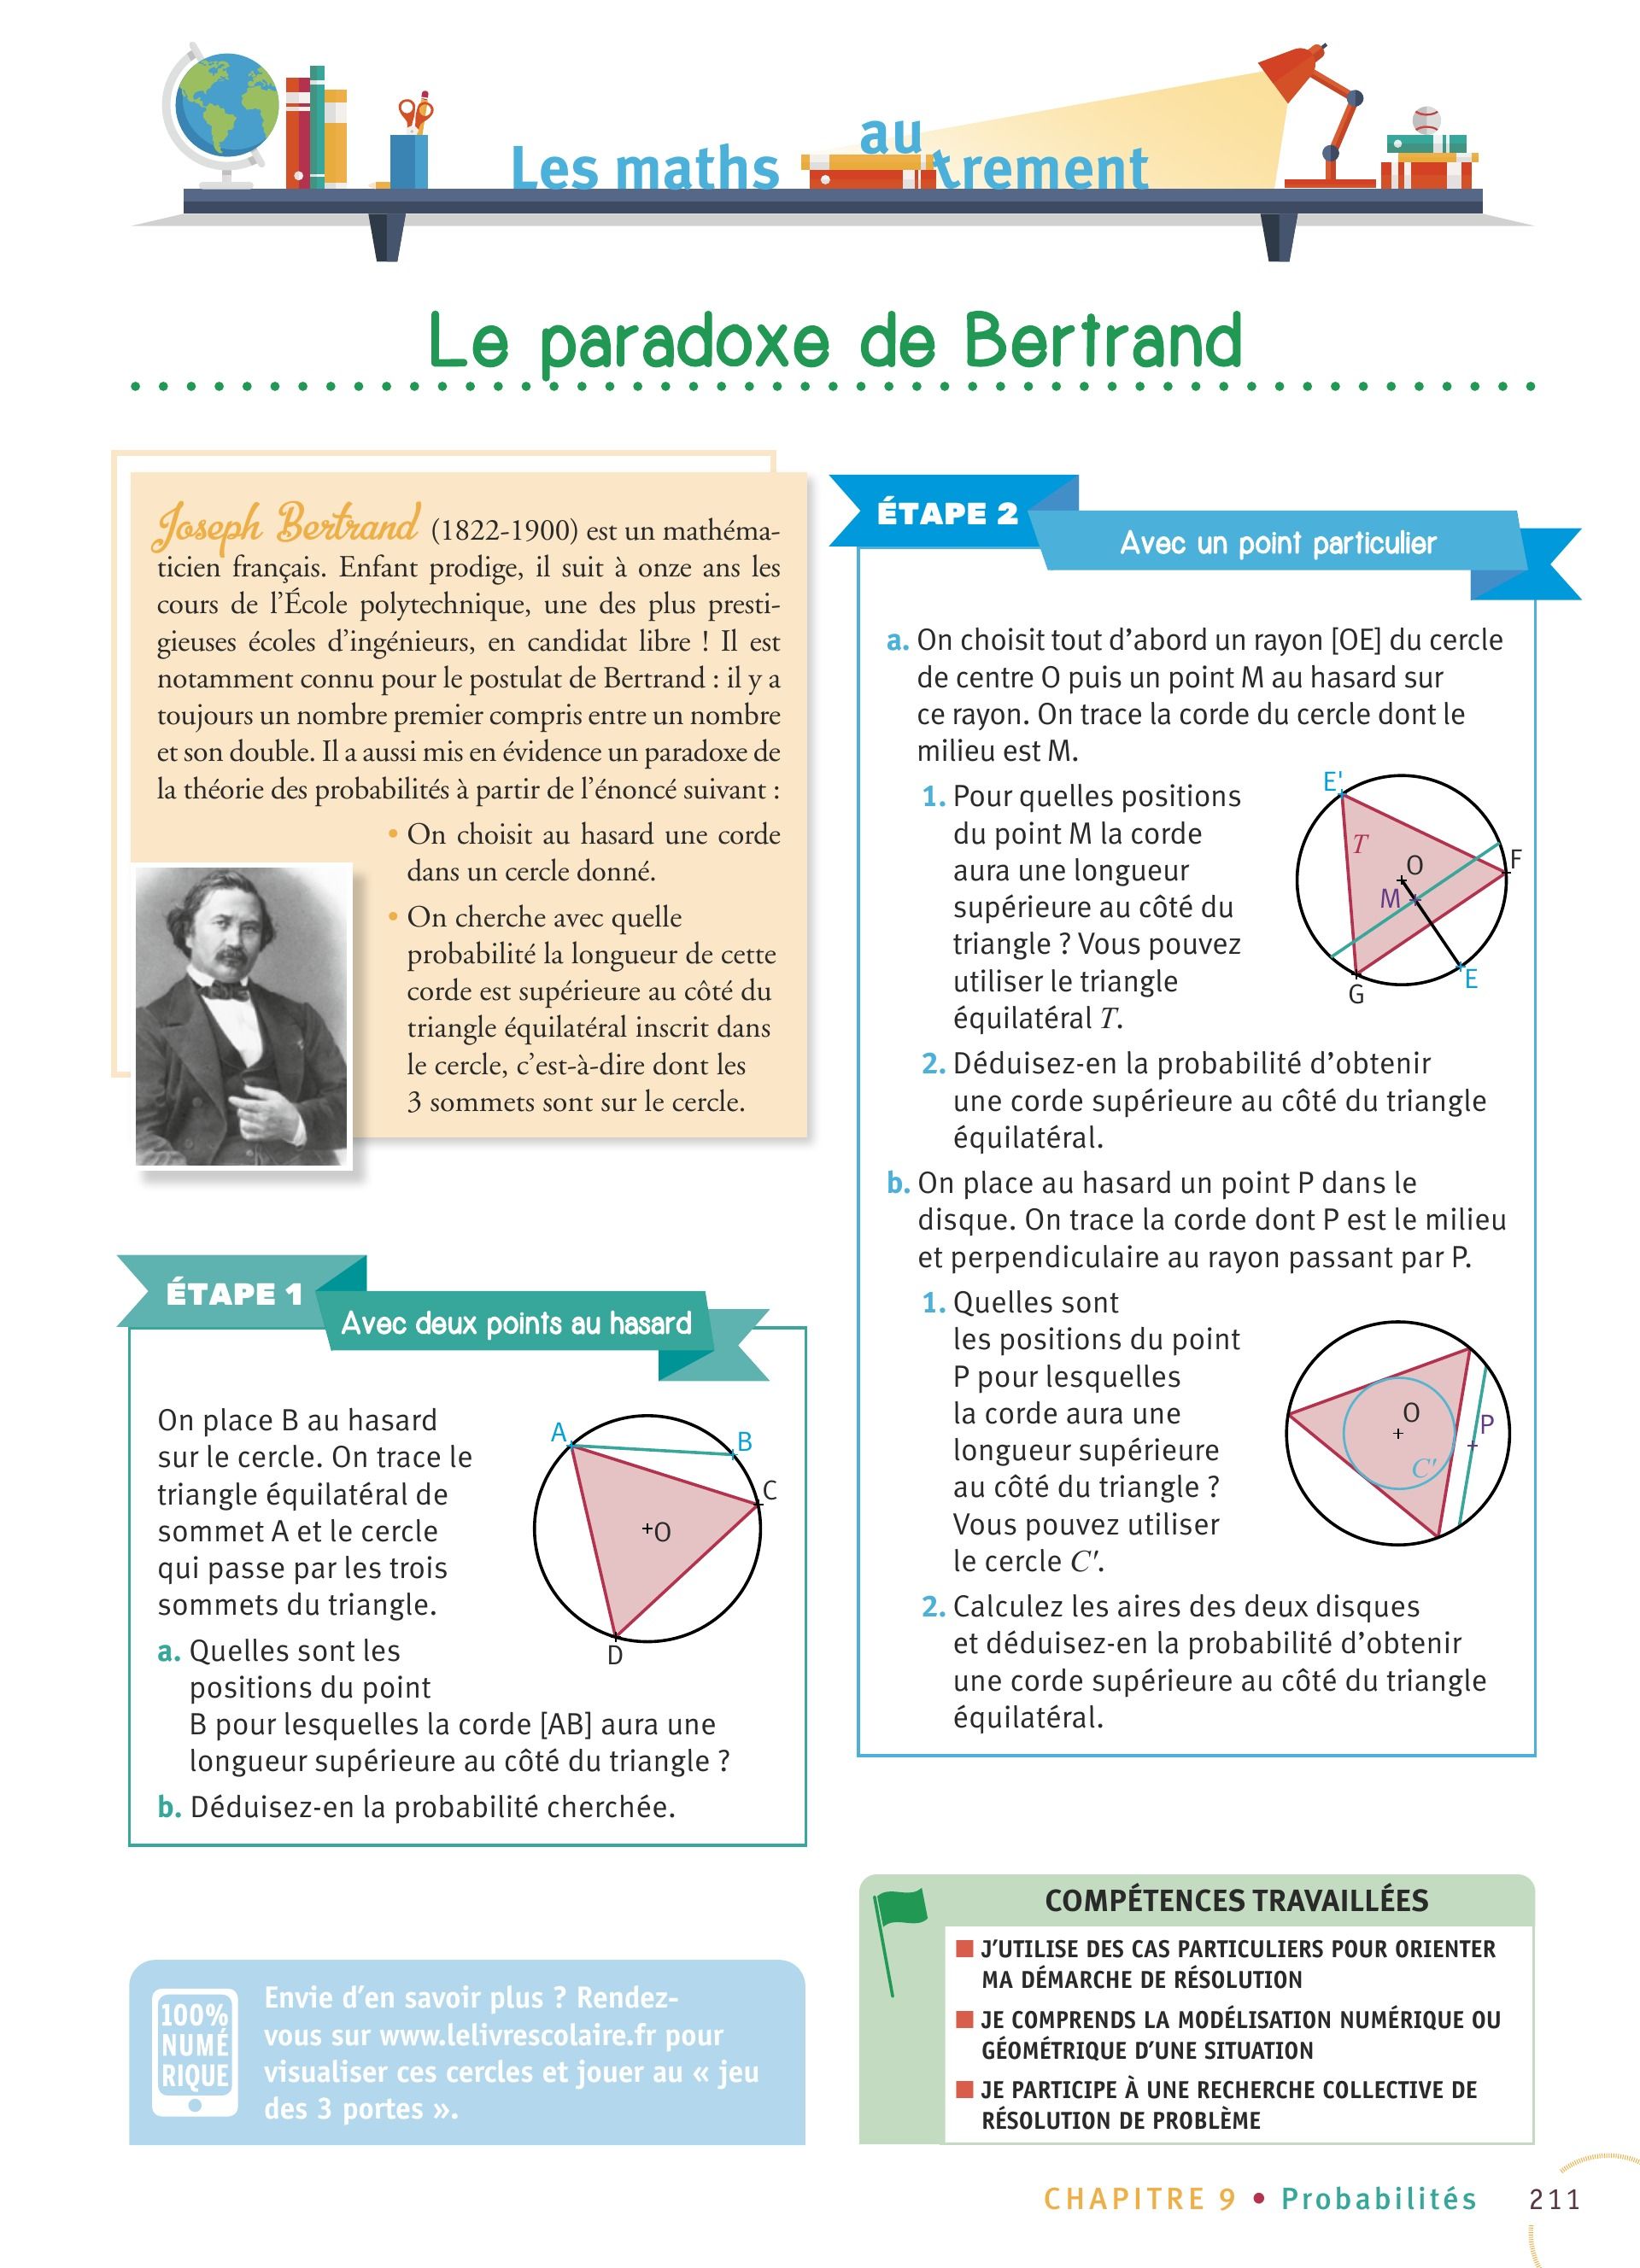 Les maths autrement
Le paradoxe de Bertrand
Joseph Bertrand (1822-1900) est un mathéma-
ticien français. Enfant prodige, il suit à onze ans les
cours de l'École polytechnique, une des plus presti-
gieuses écoles d'ingénieurs, en candidat libre ! Il est
notamment connu pour le postulat de Bertrand : il y a
toujours un nombre premier compris entre un nombre
et son double. Il a aussi mis en évidence un paradoxe de
la théorie des probabilités à partir de l'énoncé suivant :
• On choisit au hasard une corde
dans un cercle donné.
• On cherche avec quelle
probabilité la longueur de cette
corde est supérieure au côté du
triangle équilatéral inscrit dans
le cercle, c'est-à-dire dont les
3 sommets sont sur le cercle.
ÉTAPE 1
Avec deux points au hasard
On place B au hasard
sur le cercle. On trace le
triangle équilatéral de
sommet A et le cercle
qui passe par les trois
sommets du triangle.
a. Quelles sont les
positions du point
B pour lesquelles la corde [AB] aura une
longueur supérieure au côté du triangle ?
b. Déduisez-en la probabilité cherchée.
A
B
C
+O
D
100%
NUMÉ
RIQUE
Envie d'en savoir plus ? Rendez-
vous sur www.lelivrescolaire.fr pour
visualiser ces cercles et jouer au « jeu
des 3 portes ».
ÉTAPE 2
Avec un point particulier
a. On choisit tout d'abord un rayon [OE] du cercle
de centre O puis un point M au hasard sur
ce rayon. On trace la corde du cercle dont le
milieu est M.
1. Pour quelles positions
du point M la corde
aura une longueur
supérieure au côté du
triangle ? Vous pouvez
utiliser le triangle
équilatéral T.
E'
T
O
F
M
G
E
2. Déduisez-en la probabilité d'obtenir
une corde supérieure au côté du triangle
équilatéral.
b. On place au hasard un point P dans le
disque. On trace la corde dont P est le milieu
et perpendiculaire au rayon passant par P.
1. Quelles sont
les positions du point
P pour lesquelles
la corde aura une
longueur supérieure
au côté du triangle ?
Vous pouvez utiliser
le cercle C'.
O
P
C'
2. Calculez les aires des deux disques
et déduisez-en la probabilité d'obtenir
une corde supérieure au côté du triangle
équilatéral.
COMPÉTENCES TRAVAILLÉES
J'UTILISE DES CAS PARTICULIERS POUR ORIENTER
MA DÉMARCHE DE RÉSOLUTION
JE COMPRENDS LA MODÉLISATION NUMÉRIQUE OU
GÉOMÉTRIQUE D'UNE SITUATION
JE PARTICIPE À UNE RECHERCHE COLLECTIVE DE
RÉSOLUTION DE PROBLÈME
CHAPITRE 9 • Probabilités 211